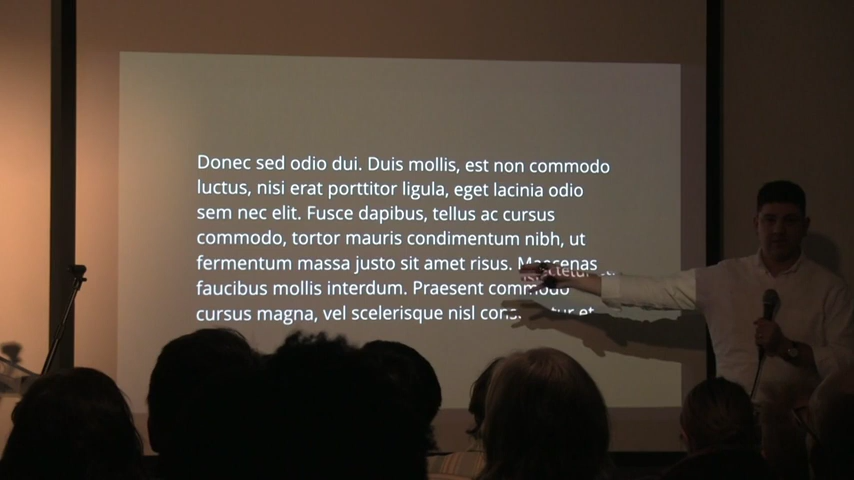 Donec sed odio dui. Duis mollis, est non commodo
luctus, nisi erat porttitor ligula, eget lacinia odio
sem nec elit. Fusce dapibus, tellus ac cursus
commodo, tortor mauris condimentum nibh, ut
fermentum massa justo sit amet risus. Maecenas
faucibus mollis interdum. Praesent commodo
cursus magna, vel scelerisque nisl et